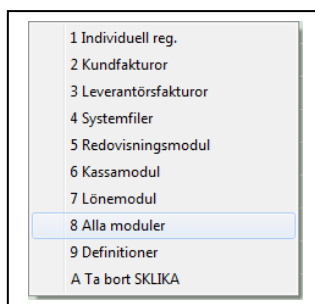 1 Individuell reg.
2 Kundfakturor
3 Leverantörsfakturor
4 Systemfiler
5 Redovisningsmodul
6 Kassamodul
7 Lönemodul
8 Alla moduler
9 Definitioner
A Ta bort SKLIKA